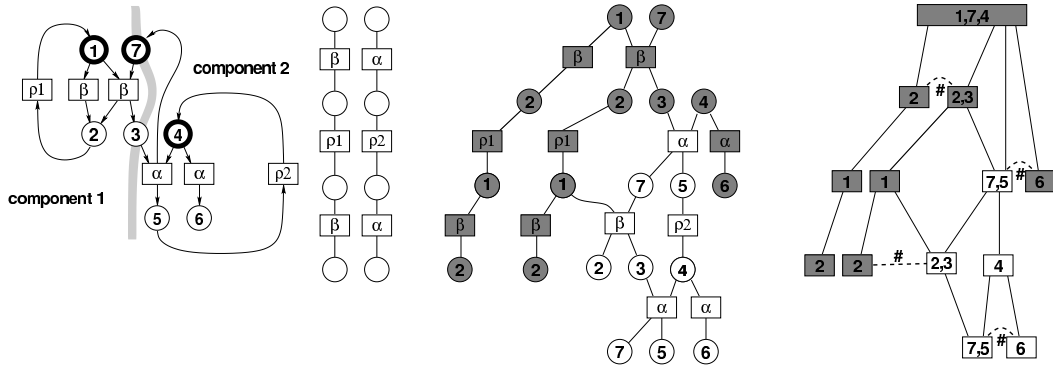 1 7
component 2
ρ1 β β
2 3 4
α α ρ2
component 1
5 6
β α
ρ1 ρ2
β α
1 7
β β
2 2 3 4
ρ1 ρ1 α α
1 1 7 5 6
β β β ρ2
2 2 2 3 4
α α
7 5 6
1,7,4
2 # 2,3
1 1 7,5 # 6
2 2 # 2,3 4
7,5 # 6